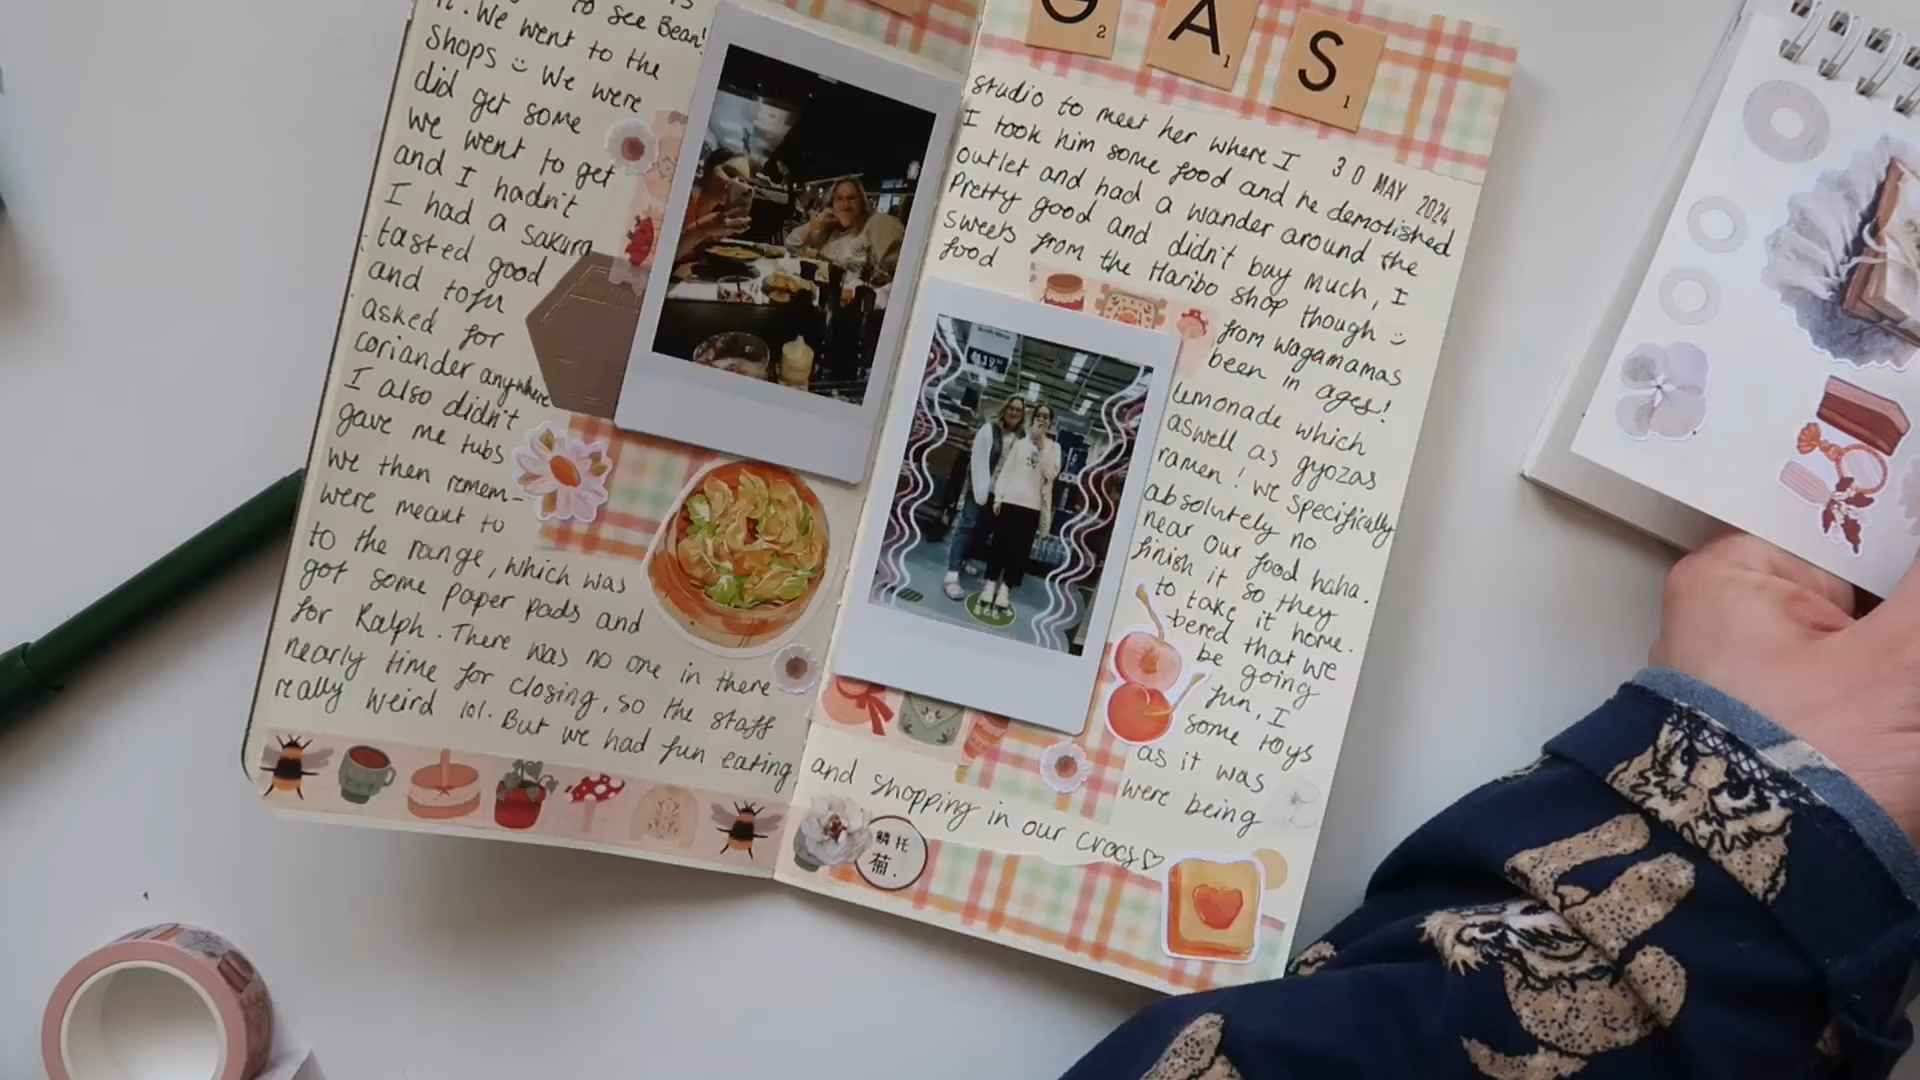 G A S
2 1 1
30 MAY 2024
studio to meet her where I
to see Bean! I took him some food and he demolished
it. We went to the outlet and had a wander around the
Shops :) We were Pretty good and didn't buy much, I
did get some sweets from the Haribo shop though :)
we went to get food from wagamamas
and I hadn't been in ages!
I had a sakura lemonade which
tasted good aswell as gyozas
and tofu ramen! we specifically
asked for absolutely no
coriander anywhere near our food haha.
I also didn't finish it so they
gave me tubs to take it home.
we then remem- bered that we
were meant to be going
to the range, which was fun, I
got some paper pads and some toys
for Ralph. There was no one in there as it was
nearly time for closing, so the staff were being
really weird lol. But we had fun eating and shopping in our crocs♡